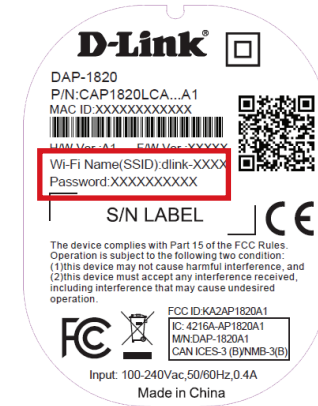 D-Link
DAP-1820
P/N:CAP1820LCA...A1
MAC ID:XXXXXXXXXXXXX
H/W Ver.:A1 F/W Ver.:XXXXX
Wi-Fi Name(SSID):dlink-XXXX
Password:XXXXXXXXXX
S/N LABEL
CE
The device complies with Part 15 of the FCC Rules.
Operation is subject to the following two condition:
(1)this device may not cause harmful interference, and
(2)this device must accept any interference received,
including interference that may cause undesired
operation.
FC
FCC ID:KA2AP1820A1
IC: 4216A-AP1820A1
M/N:DAP-1820A1
CAN ICES-3 (B)/NMB-3(B)
Input: 100-240Vac,50/60Hz,0.4A
Made in China